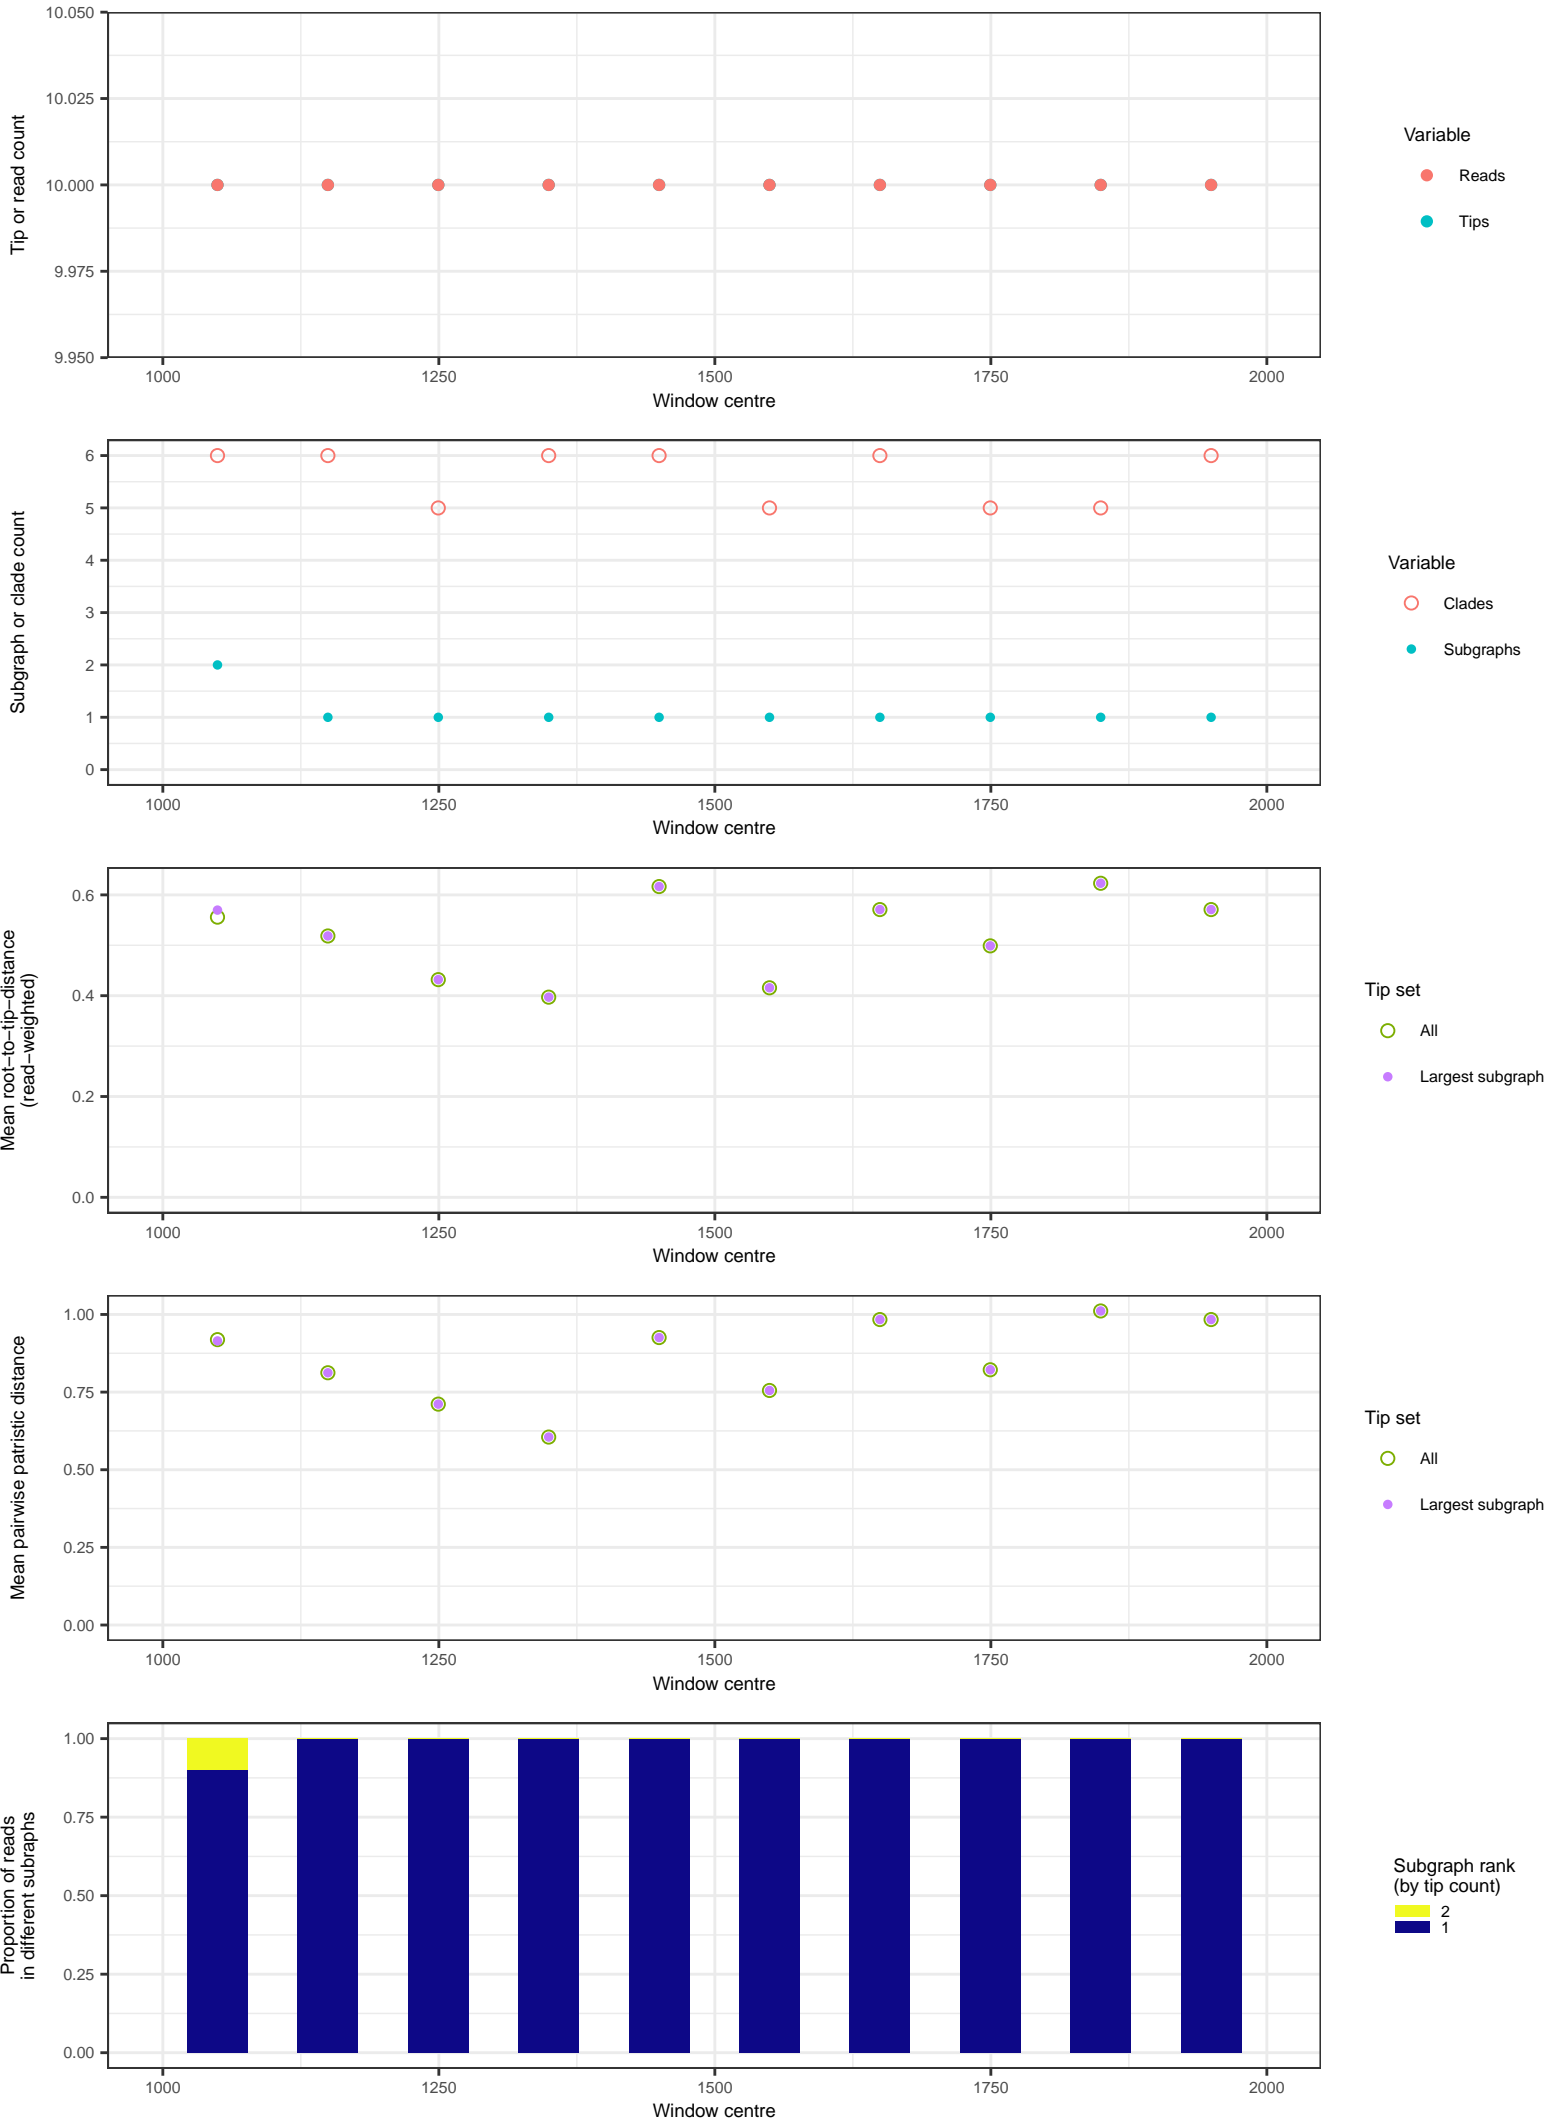 10.050
10.025
10.000
9.975
9.950
Tip or read count
1000 1250 1500 1750 2000
Window centre
Variable
Reads
Tips
6
5
4
3
2
1
0
Subgraph or clade count
1000 1250 1500 1750 2000
Window centre
Variable
Clades
Subgraphs
0.6
0.4
0.2
0.0
Mean root−to−tip−distance
(read−weighted)
1000 1250 1500 1750 2000
Window centre
Tip set
All
Largest subgraph
1.00
0.75
0.50
0.25
0.00
Mean pairwise patristic distance
1000 1250 1500 1750 2000
Window centre
Tip set
All
Largest subgraph
1.00
0.75
0.50
0.25
0.00
Proportion of reads
in different subraphs
1000 1250 1500 1750 2000
Window centre
Subgraph rank
(by tip count)
2
1